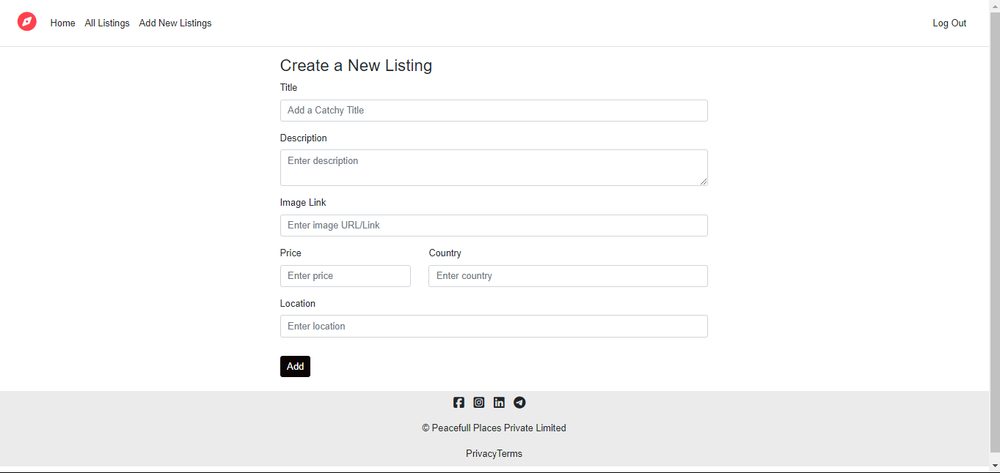 Home All Listings Add New Listings Log Out
Create a New Listing
Title
Add a Catchy Title
Description
Enter description
Image Link
Enter image URL/Link
Price Country
Enter price Enter country
Location
Enter location
Add
© Peacefull Places Private Limited
PrivacyTerms